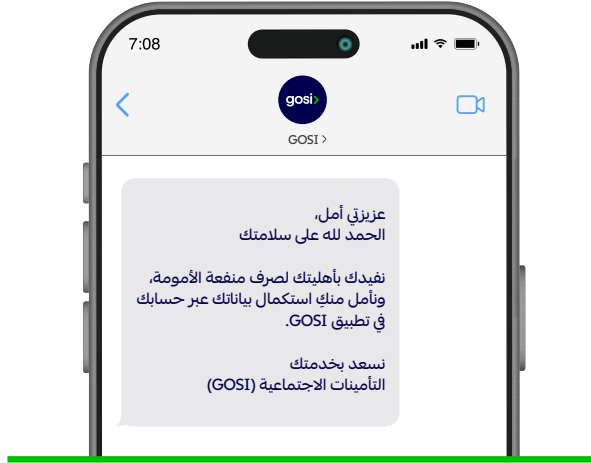 7:08
gosi
GOSI
عزيزتي أمل،
الحمد لله على سلامتك
نفيدك بأهليتك لصرف منفعة الأمومة،
ونأمل منكِ استكمال بياناتك عبر حسابك
في تطبيق GOSI.
نسعد بخدمتك
التأمينات الاجتماعية (GOSI)